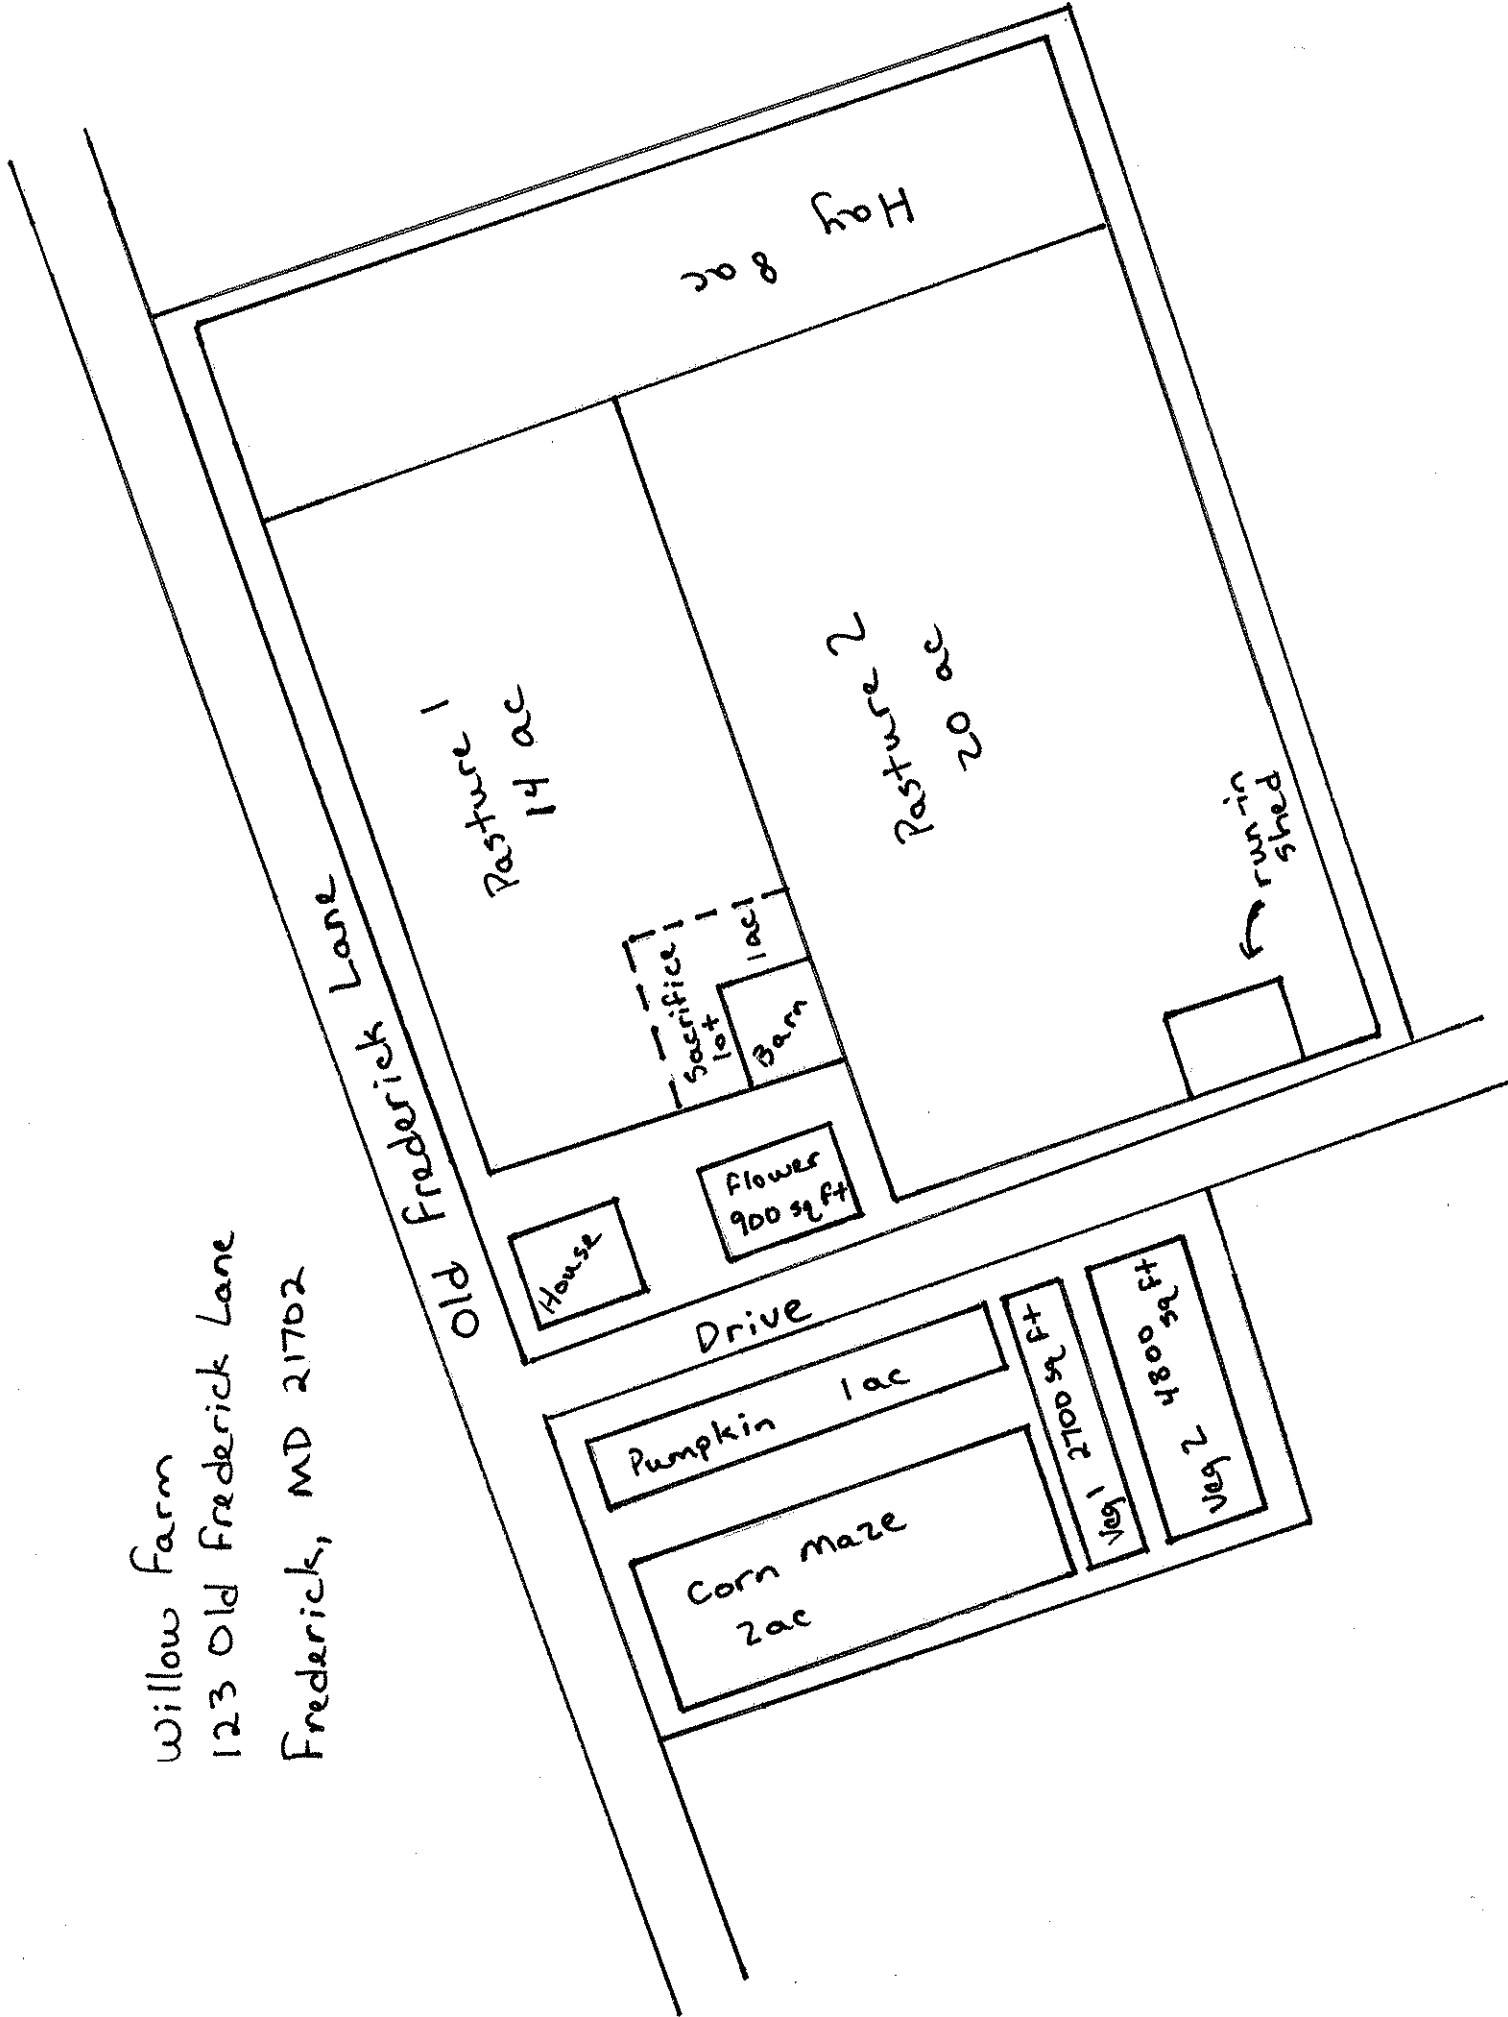 Willow Farm
123 Old Frederick Lane
Frederick, MD 21702
Old Frederick Lane
Hay
8 ac
Pasture 1
14 ac
Pasture 2
20 ac
Sacrifice
lot
1 ac
Barn
run-in
shed
House
Flower
900 sq ft
Drive
Pumpkin 1 ac
Corn Maze
2 ac
Veg 1 2700 sq ft
Veg 2 4800 sq ft